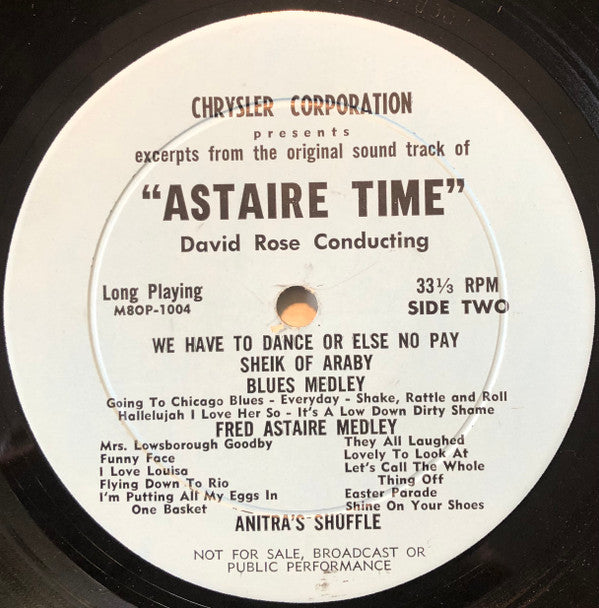 CHRYSLER CORPORATION
presents
excerpts from the original sound track of
"ASTAIRE TIME"
David Rose Conducting
Long Playing
M8OP-1004
33⅓ RPM
SIDE TWO
WE HAVE TO DANCE OR ELSE NO PAY
SHEIK OF ARABY
BLUES MEDLEY
Going To Chicago Blues - Everyday - Shake, Rattle and Roll
Hallelujah I Love Her So - It's A Low Down Dirty Shame
FRED ASTAIRE MEDLEY
Mrs. Lowsborough Goodby
Funny Face
I Love Louisa
Flying Down To Rio
I'm Putting All My Eggs In
One Basket
They All Laughed
Lovely To Look At
Let's Call The Whole
Thing Off
Easter Parade
Shine On Your Shoes
ANITRA'S SHUFFLE
NOT FOR SALE, BROADCAST OR
PUBLIC PERFORMANCE